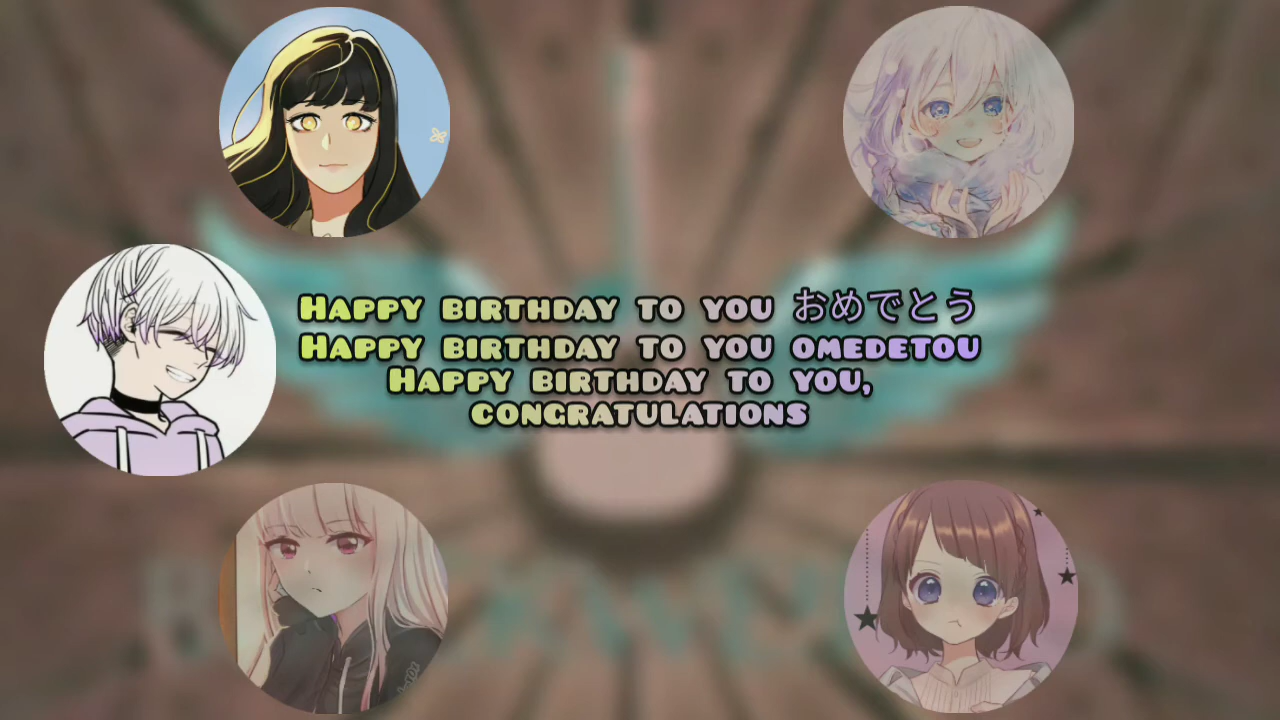 Happy birthday to you おめでとう
Happy birthday to you omedetou
Happy birthday to you,
congratulations